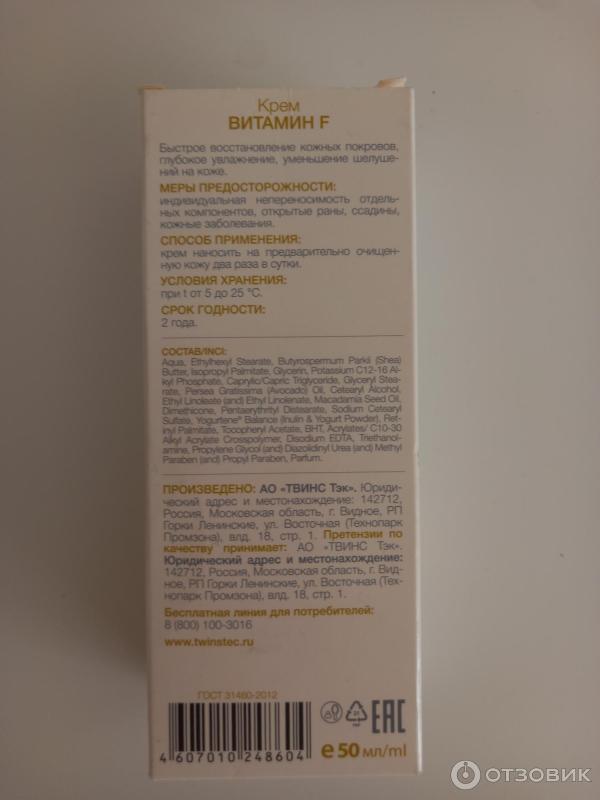 Крем
ВИТАМИН F
Быстрое восстановление кожных покровов,
глубокое увлажнение, уменьшение шелуше-
ний на коже.
МЕРЫ ПРЕДОСТОРОЖНОСТИ:
индивидуальная непереносимость отдель-
ных компонентов, открытые раны, ссадины,
кожные заболевания.
СПОСОБ ПРИМЕНЕНИЯ:
крем наносить на предварительно очищен-
ную кожу два раза в сутки.
УСЛОВИЯ ХРАНЕНИЯ:
при t от 5 до 25 °С.
СРОК ГОДНОСТИ:
2 года.
СОСТАВ/INCI:
Aqua, Ethylhexyl Stearate, Butyrospermum Parkii (Shea)
Butter, Isopropyl Palmitate, Glycerin, Potassium C12-16 Al-
kyl Phosphate, Caprylic/Capric Triglyceride, Glyceryl Stea-
rate, Persea Gratissima (Avocado) Oil, Cetearyl Alcohol,
Ethyl Linoleate (and) Ethyl Linolenate, Macadamia Seed Oil,
Dimethicone, Pentaerythrityl Distearate, Sodium Cetearyl
Sulfate, Yogurtene® Balance (Inulin & Yogurt Powder), Ret-
inyl Palmitate, Tocopheryl Acetate, BHT, Acrylates/ C10-30
Alkyl Acrylate Crosspolymer, Disodium EDTA, Triethanol-
amine, Propylene Glycol (and) Diazolidinyl Urea (and) Methyl
Paraben (and) Propyl Paraben, Parfum.
ПРОИЗВЕДЕНО: АО «ТВИНС Тэк». Юриди-
ческий адрес и местонахождение: 142712,
Россия, Московская область, г. Видное, РП
Горки Ленинские, ул. Восточная (Технопарк
Промзона), влд. 18, стр. 1. Претензии по
качеству принимает: АО «ТВИНС Тэк».
Юридический адрес и местонахождение:
142712, Россия, Московская область, г. Вид-
ное, РП Горки Ленинские, ул. Восточная (Тех-
нопарк Промзона), влд. 18, стр. 1.
Бесплатная линия для потребителей:
8 (800) 100-3016
www.twinstec.ru
ГОСТ 31460-2012
4 607010 248604
e 50 мл/ml
EAC
ОТЗОВИК